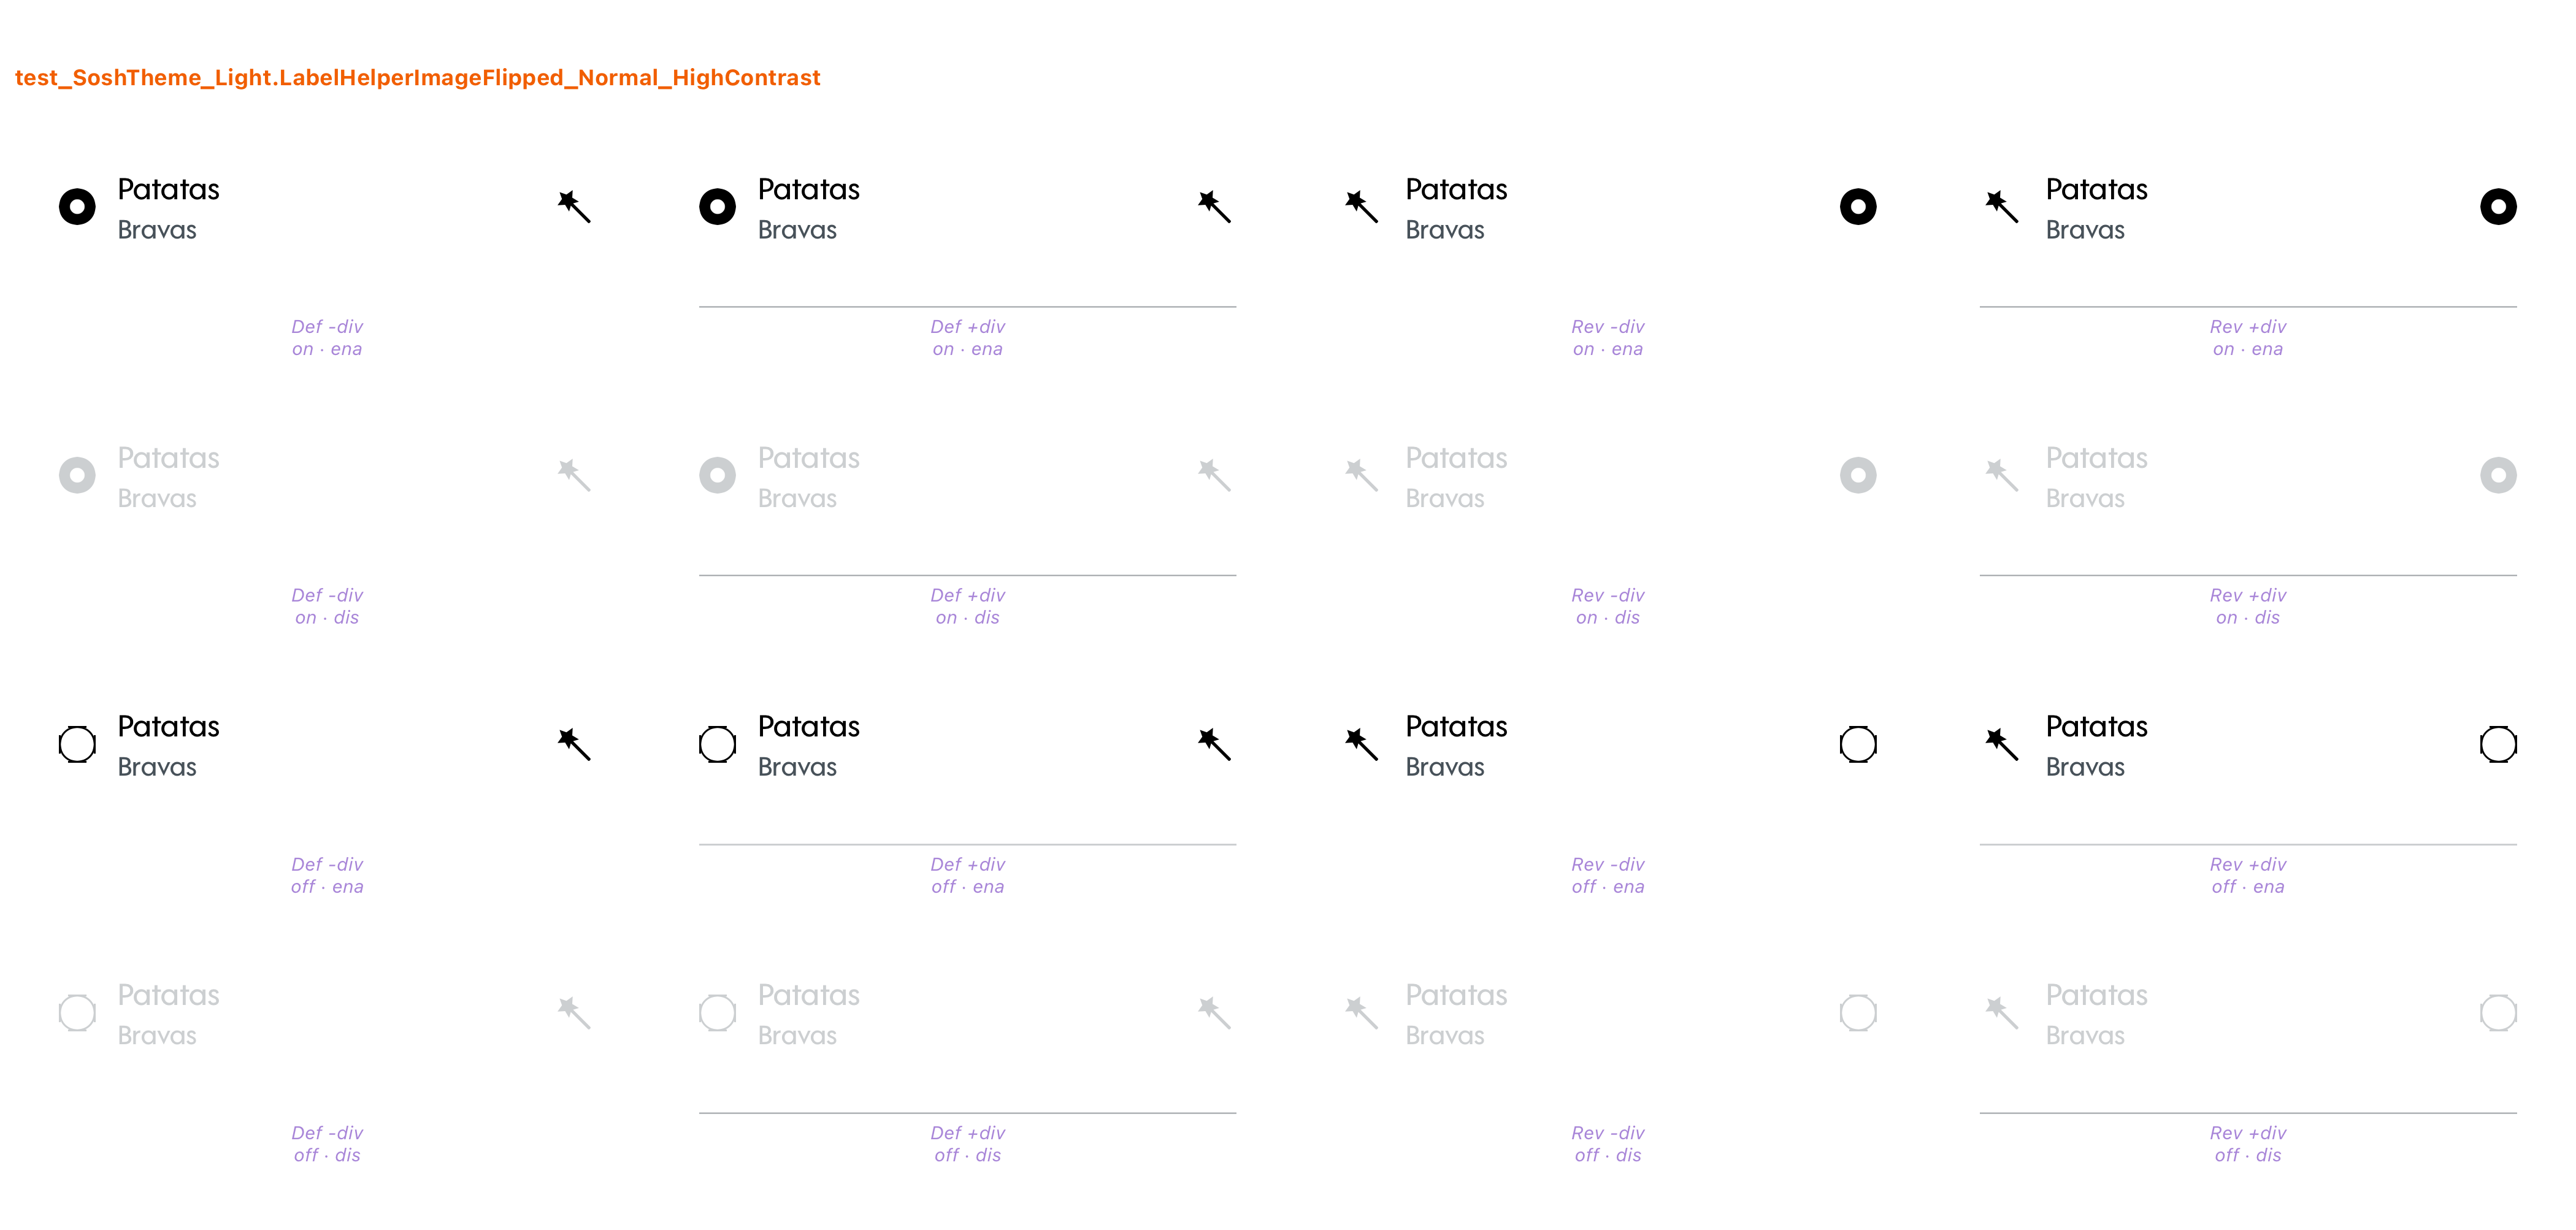 test_SoshTheme_Light.LabelHelperImageFlipped_Normal_HighContrast
Patatas
Bravas
Def -div
on · ena
Patatas
Bravas
Def +div
on · ena
Patatas
Bravas
Rev -div
on · ena
Patatas
Bravas
Rev +div
on · ena
Patatas
Bravas
Def -div
on · dis
Patatas
Bravas
Def +div
on · dis
Patatas
Bravas
Rev -div
on · dis
Patatas
Bravas
Rev +div
on · dis
Patatas
Bravas
Def -div
off · ena
Patatas
Bravas
Def +div
off · ena
Patatas
Bravas
Rev -div
off · ena
Patatas
Bravas
Rev +div
off · ena
Patatas
Bravas
Def -div
off · dis
Patatas
Bravas
Def +div
off · dis
Patatas
Bravas
Rev -div
off · dis
Patatas
Bravas
Rev +div
off · dis